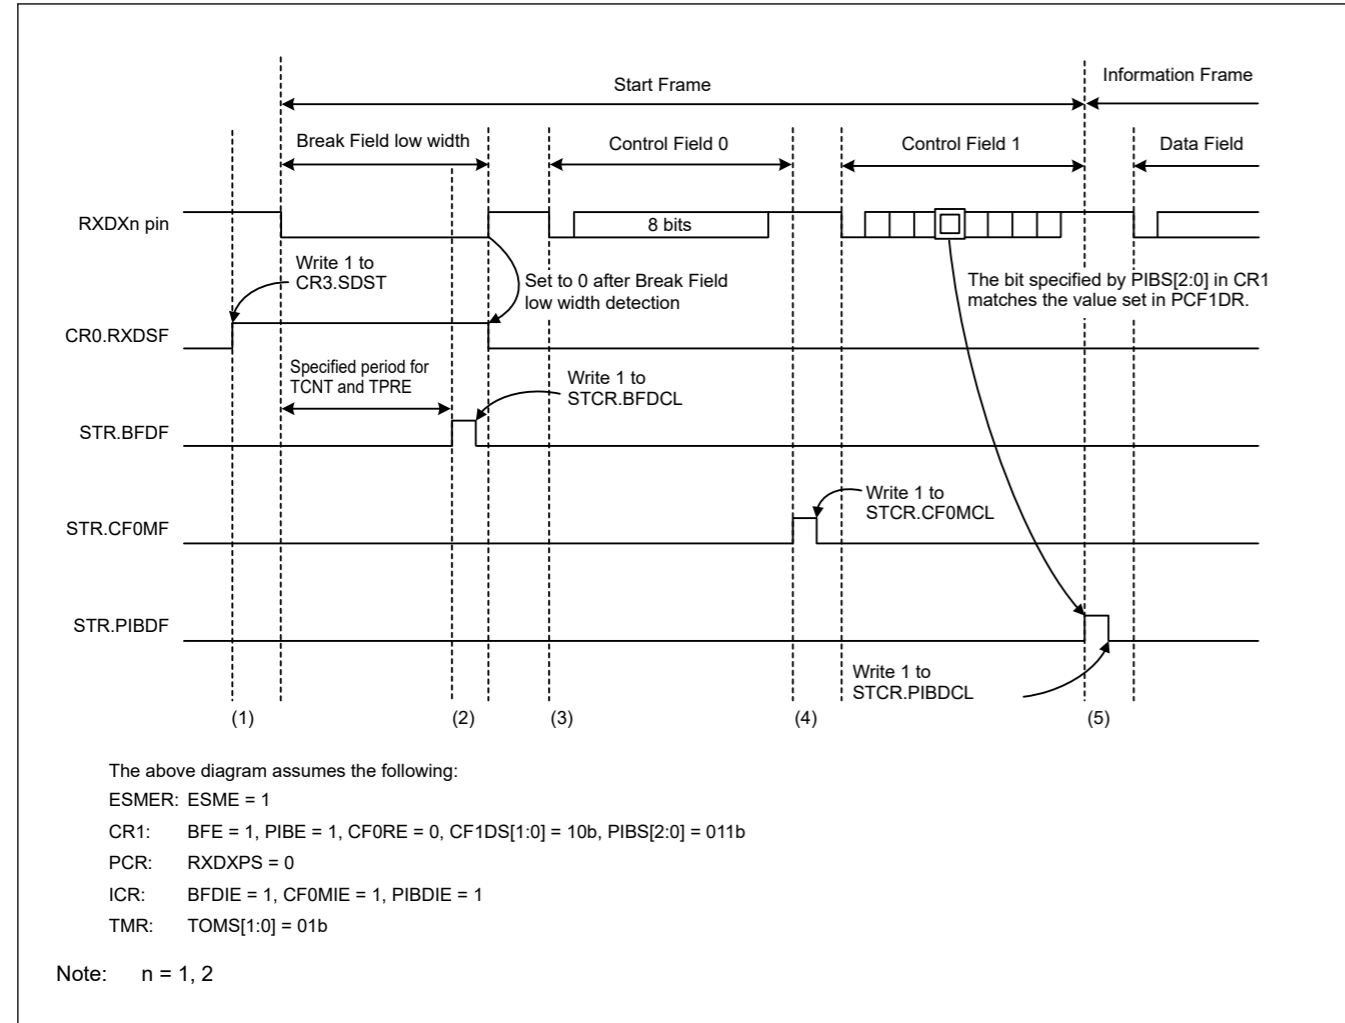 Start Frame
Information Frame
Break Field low width
Control Field 0
Control Field 1
Data Field
RXDXn pin
8 bits
Write 1 to
CR3.SDST
Set to 0 after Break Field
low width detection
The bit specified by PIBS[2:0] in CR1
matches the value set in PCF1DR.
CR0.RXDSF
Specified period for
TCNT and TPRE
Write 1 to
STCR.BFDCL
STR.BFDF
Write 1 to
STCR.CF0MCL
STR.CF0MF
STR.PIBDF
Write 1 to
STCR.PIBDCL
(1) (2) (3) (4) (5)
The above diagram assumes the following:
ESMER: ESME = 1
CR1: BFE = 1, PIBE = 1, CF0RE = 0, CF1DS[1:0] = 10b, PIBS[2:0] = 011b
PCR: RXDXPS = 0
ICR: BFDIE = 1, CF0MIE = 1, PIBDIE = 1
TMR: TOMS[1:0] = 01b
Note: n = 1, 2